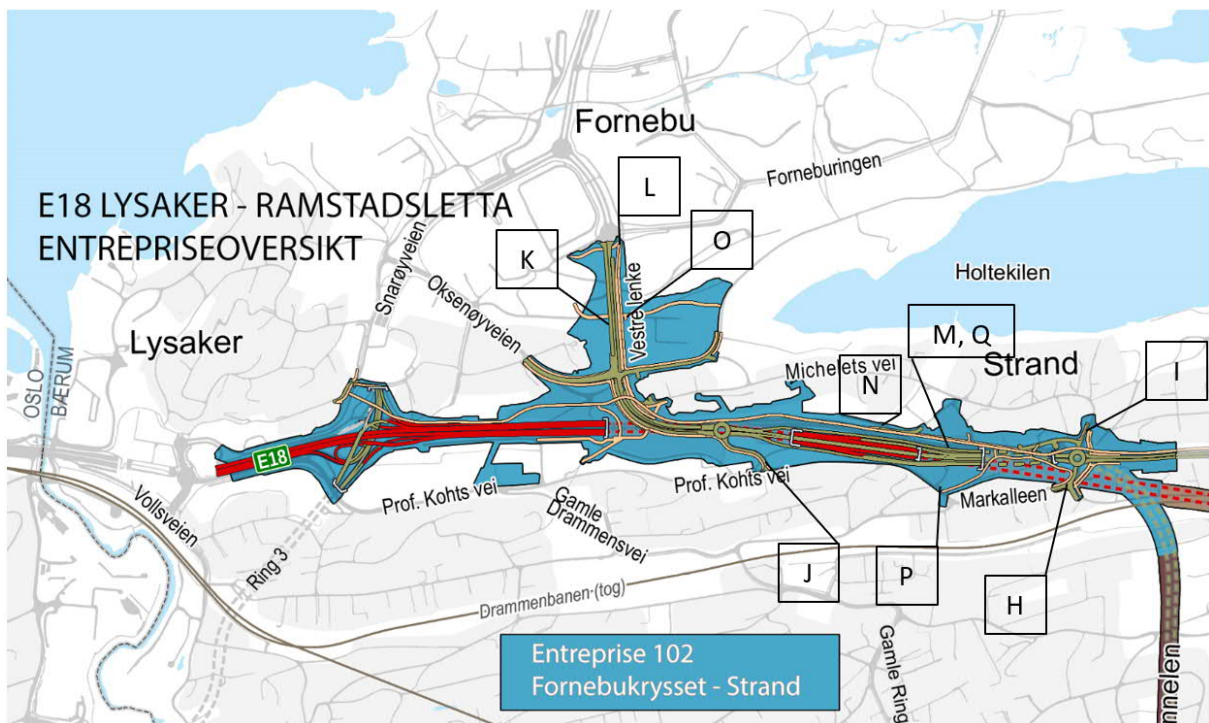 Fornebu
L
Forneburingen
E18 LYSAKER - RAMSTADSLETTA
ENTREPRISEOVERSIKT
O
K
Snarøyveien
Oksenøyveien
Vestre lenke
Holtekilen
Lysaker
M, Q
Strand
OSLO
BÆRUM
Michelets vei
N
I
E18
Prof. Kohts vei
Prof. Kohts vei
Markalleen
Vollsveien
Gamle
Drammensvei
Ring 3
J
P
H
Drammenbanen (tog)
Entreprise 102
Fornebukrysset - Strand
Gamle Ring
nnelen